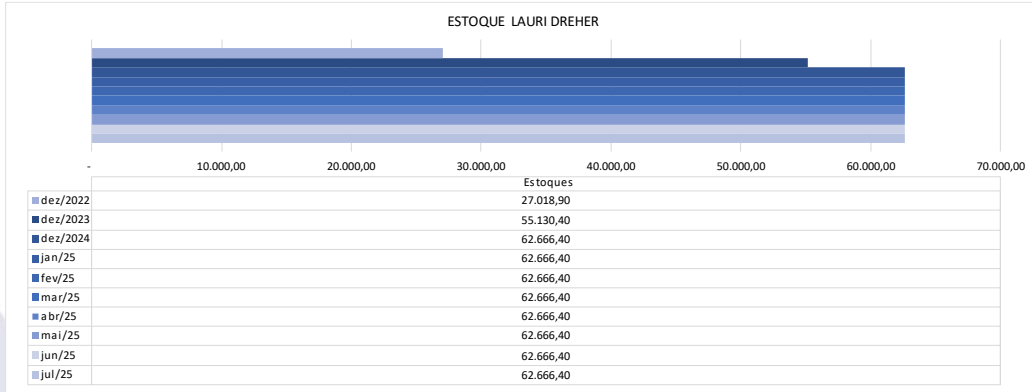 ESTOQUE LAURI DREHER
- 10.000,00 20.000,00 30.000,00 40.000,00 50.000,00 60.000,00 70.000,00
Estoques
dez/2022 27.018,90
dez/2023 55.130,40
dez/2024 62.666,40
jan/25 62.666,40
fev/25 62.666,40
mar/25 62.666,40
abr/25 62.666,40
mai/25 62.666,40
jun/25 62.666,40
jul/25 62.666,40